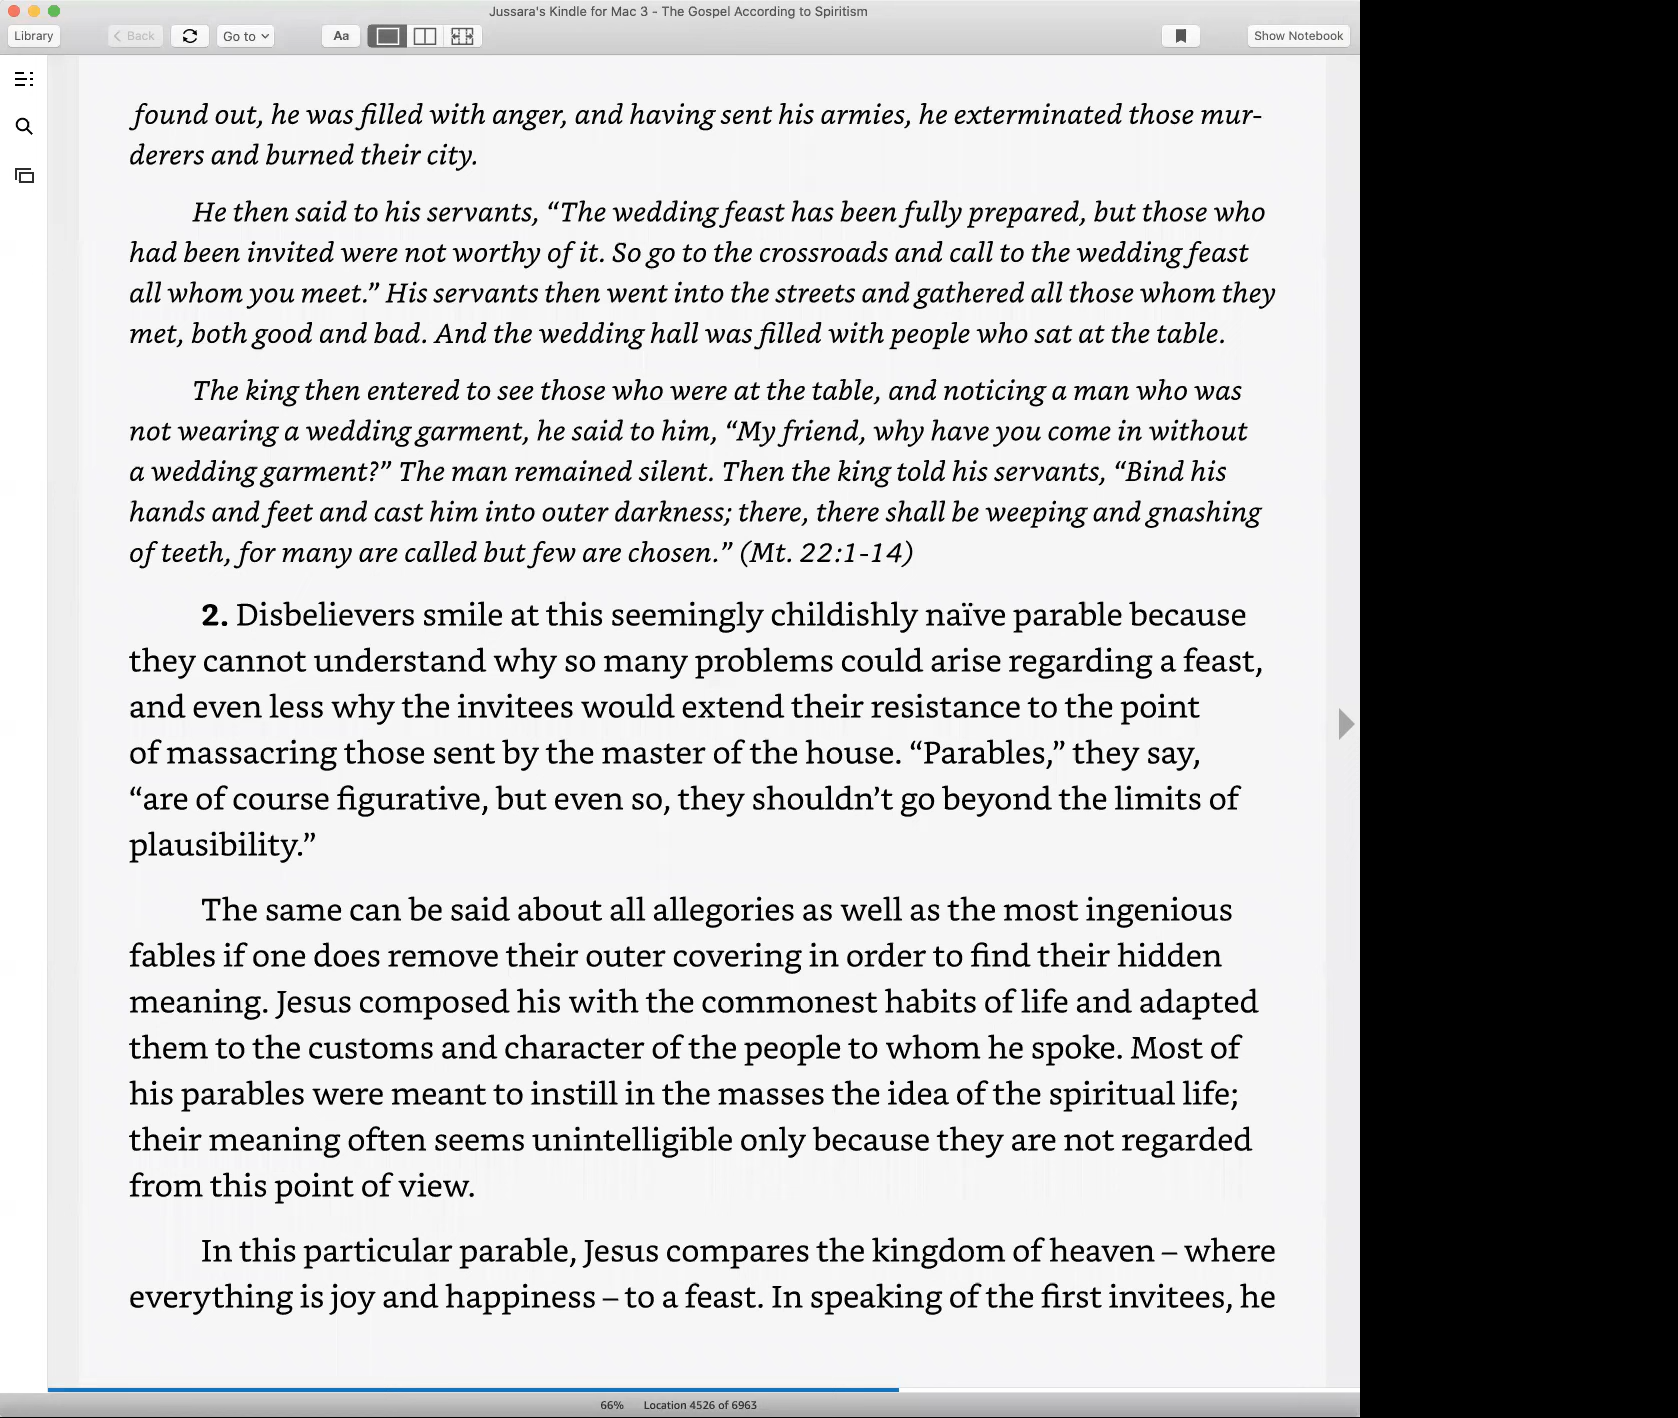 Jussara's Kindle for Mac 3 - The Gospel According to Spiritism
Library
Back
Go to
Aa
Show Notebook
found out, he was filled with anger, and having sent his armies, he exterminated those mur-
derers and burned their city.
He then said to his servants, “The wedding feast has been fully prepared, but those who
had been invited were not worthy of it. So go to the crossroads and call to the wedding feast
all whom you meet.” His servants then went into the streets and gathered all those whom they
met, both good and bad. And the wedding hall was filled with people who sat at the table.
The king then entered to see those who were at the table, and noticing a man who was
not wearing a wedding garment, he said to him, “My friend, why have you come in without
a wedding garment?” The man remained silent. Then the king told his servants, “Bind his
hands and feet and cast him into outer darkness; there, there shall be weeping and gnashing
of teeth, for many are called but few are chosen.” (Mt. 22:1-14)
2. Disbelievers smile at this seemingly childishly naïve parable because
they cannot understand why so many problems could arise regarding a feast,
and even less why the invitees would extend their resistance to the point
of massacring those sent by the master of the house. “Parables,” they say,
“are of course figurative, but even so, they shouldn’t go beyond the limits of
plausibility.”
The same can be said about all allegories as well as the most ingenious
fables if one does remove their outer covering in order to find their hidden
meaning. Jesus composed his with the commonest habits of life and adapted
them to the customs and character of the people to whom he spoke. Most of
his parables were meant to instill in the masses the idea of the spiritual life;
their meaning often seems unintelligible only because they are not regarded
from this point of view.
In this particular parable, Jesus compares the kingdom of heaven – where
everything is joy and happiness – to a feast. In speaking of the first invitees, he
66% Location 4526 of 6963